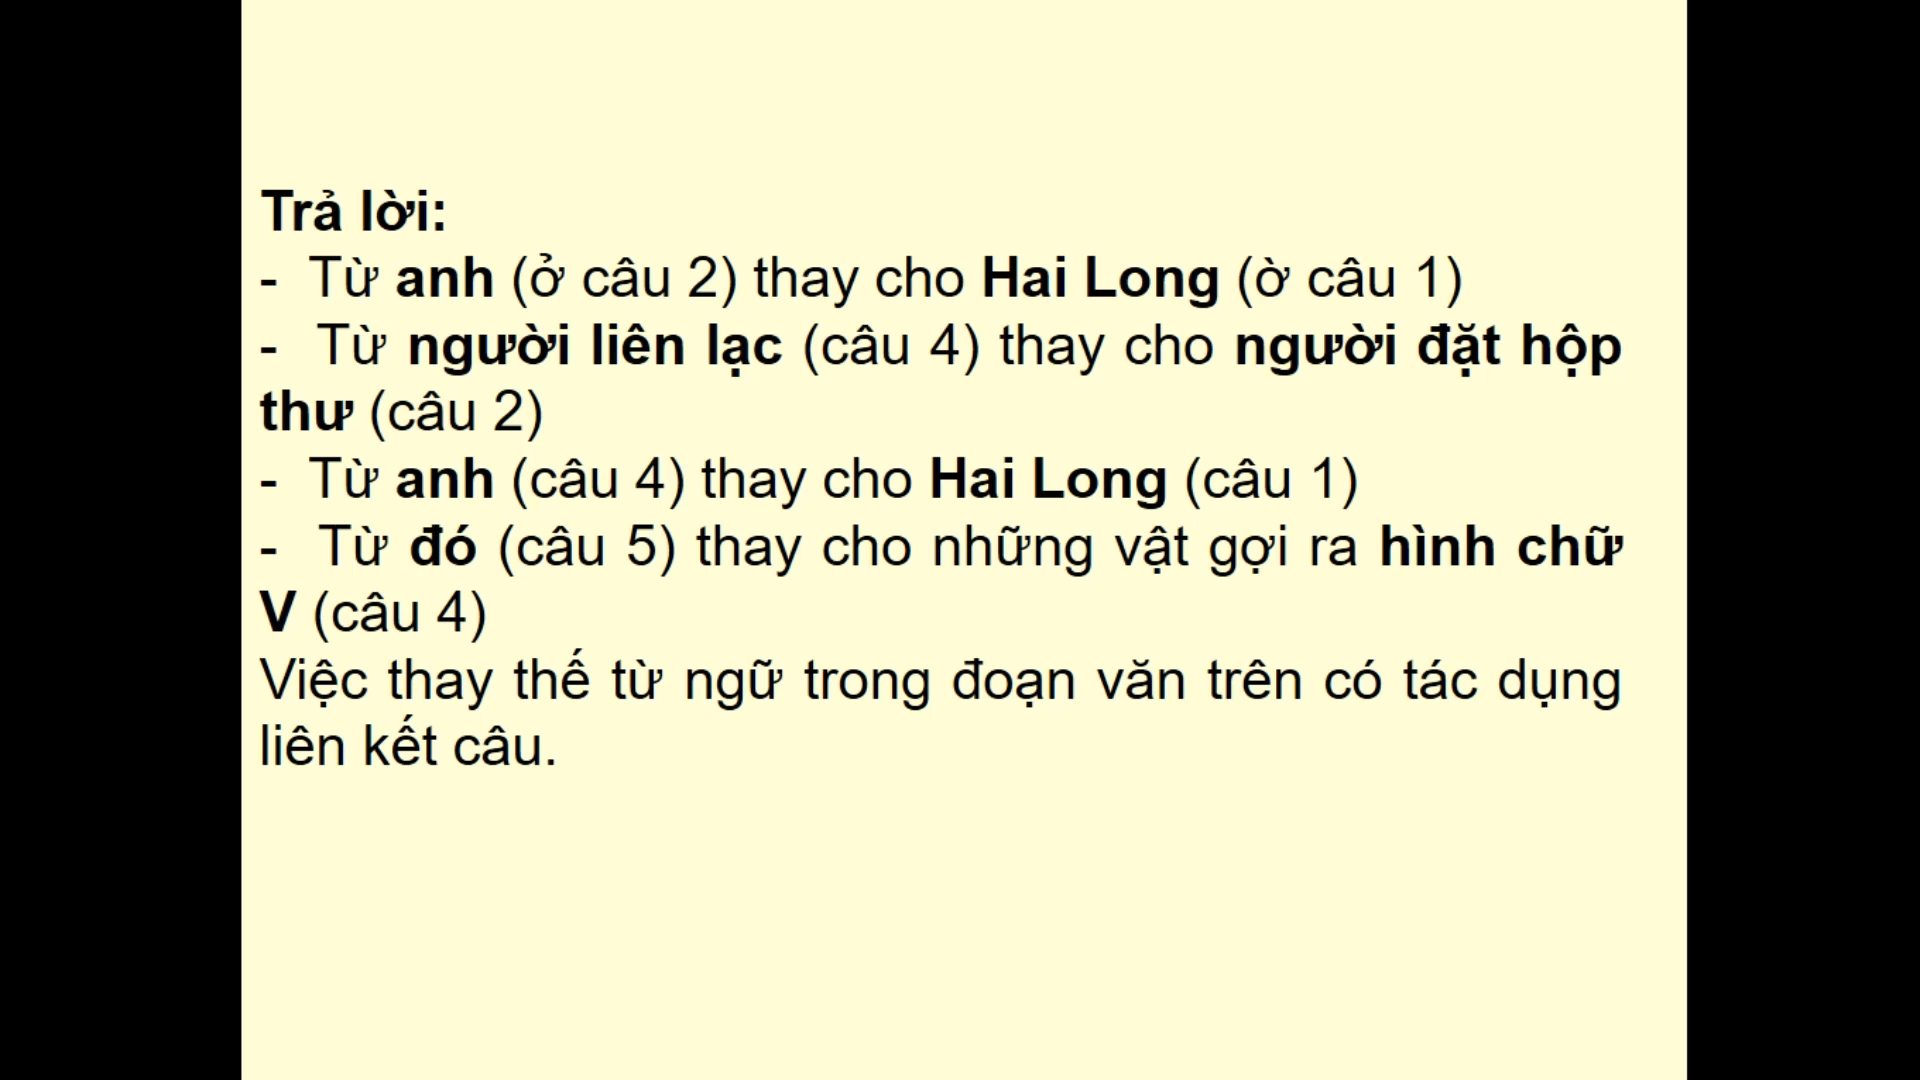 Trả lời:
- Từ anh (ở câu 2) thay cho Hai Long (ờ câu 1)
- Từ người liên lạc (câu 4) thay cho người đặt hộp
thư (câu 2)
- Từ anh (câu 4) thay cho Hai Long (câu 1)
- Từ đó (câu 5) thay cho những vật gợi ra hình chữ
V (câu 4)
Việc thay thế từ ngữ trong đoạn văn trên có tác dụng
liên kết câu.